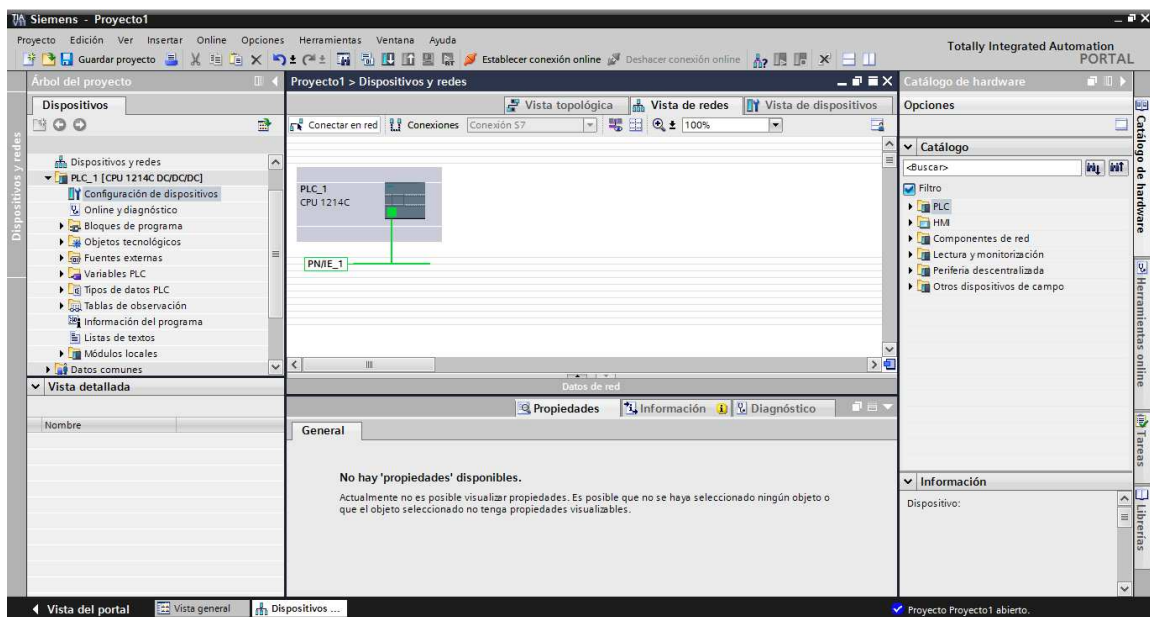 Siemens - Proyecto1
Proyecto Edición Ver Insertar Online Opciones Herramientas Ventana Ayuda
Totally Integrated Automation
PORTAL
Guardar proyecto
Establecer conexión online
Deshacer conexión online
Árbol del proyecto
Dispositivos
Dispositivos y redes
Dispositivos y redes
PLC_1 [CPU 1214C DC/DC/DC]
Configuración de dispositivos
Online y diagnóstico
Bloques de programa
Objetos tecnológicos
Fuentes externas
Variables PLC
Tipos de datos PLC
Tablas de observación
Información del programa
Listas de textos
Módulos locales
Datos comunes
Vista detallada
Nombre
Proyecto1 > Dispositivos y redes
Vista topológica
Vista de redes
Vista de dispositivos
Conectar en red
Conexiones
Conexión S7
100%
PLC_1
CPU 1214C
PN/IE_1
Datos de red
Propiedades
Información
Diagnóstico
General
No hay 'propiedades' disponibles.
Actualmente no es posible visualizar propiedades. Es posible que no se haya seleccionado ningún objeto o
que el objeto seleccionado no tenga propiedades visualizables.
Catálogo de hardware
Opciones
Catálogo
<Buscar>
Filtro
PLC
HMI
Componentes de red
Lectura y monitorización
Periferia descentralizada
Otros dispositivos de campo
Información
Dispositivo:
Catálogo de hardware
Herramientas online
Tareas
Librerías
Vista del portal
Vista general
Dispositivos ...
Proyecto Proyecto1 abierto.